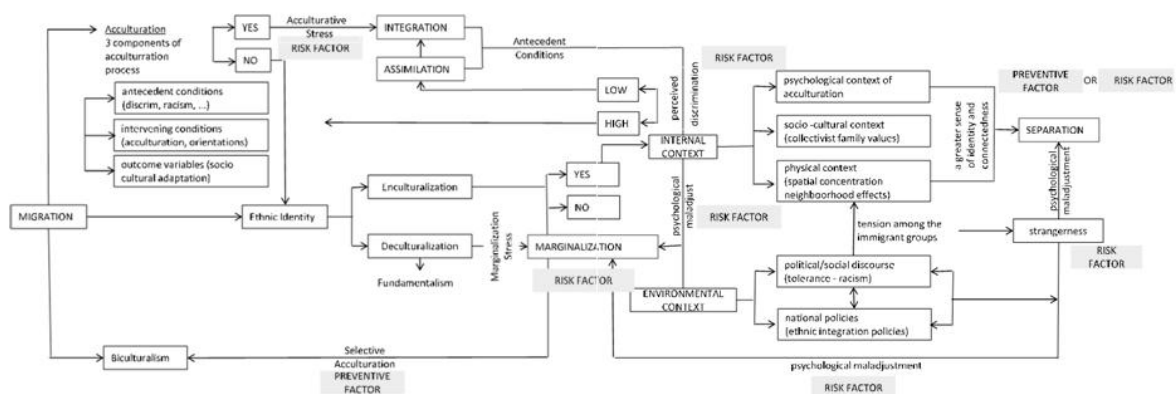 Acculturation
3 components of
acculturration
process
YES
NO
Acculturative
Stress
RISK FACTOR
INTEGRATION
ASSIMILATION
Antecedent
Conditions
LOW
HIGH
perceived
discrimination
RISK FACTOR
antecedent conditions
(discrim, racism, ...)
intervening conditions
(acculturation, orientations)
outcome variables (socio
cultural adaptation)
INTERNAL
CONTEXT
psychological context of
acculturation
socio -cultural context
(collectivist family
values)
physical context
(spatial concentration
neighboorhood effects)
a greater sense
of identity and
connectedness
PREVENTIVE
FACTOR
OR
RISK FACTOR
SEPARATION
psychological
maladjustment
strangerness
RISK
FACTOR
MIGRATION
Ethnic Identity
Enculturalization
Deculturalization
Fundamentalism
Marginalization
Stress
YES
NO
MARGINALIZATION
RISK FACTOR
psychological
maladjust
RISK FACTOR
tension among the
immigrant groups
ENVIRONMENTAL
CONTEXT
political/social discourse
(tolerance - racism)
national policies
(ethnic integration policies)
Biculturalism
Selective
Acculturation
PREVENTIVE
FACTOR
psychological maladjustment
RISK FACTOR